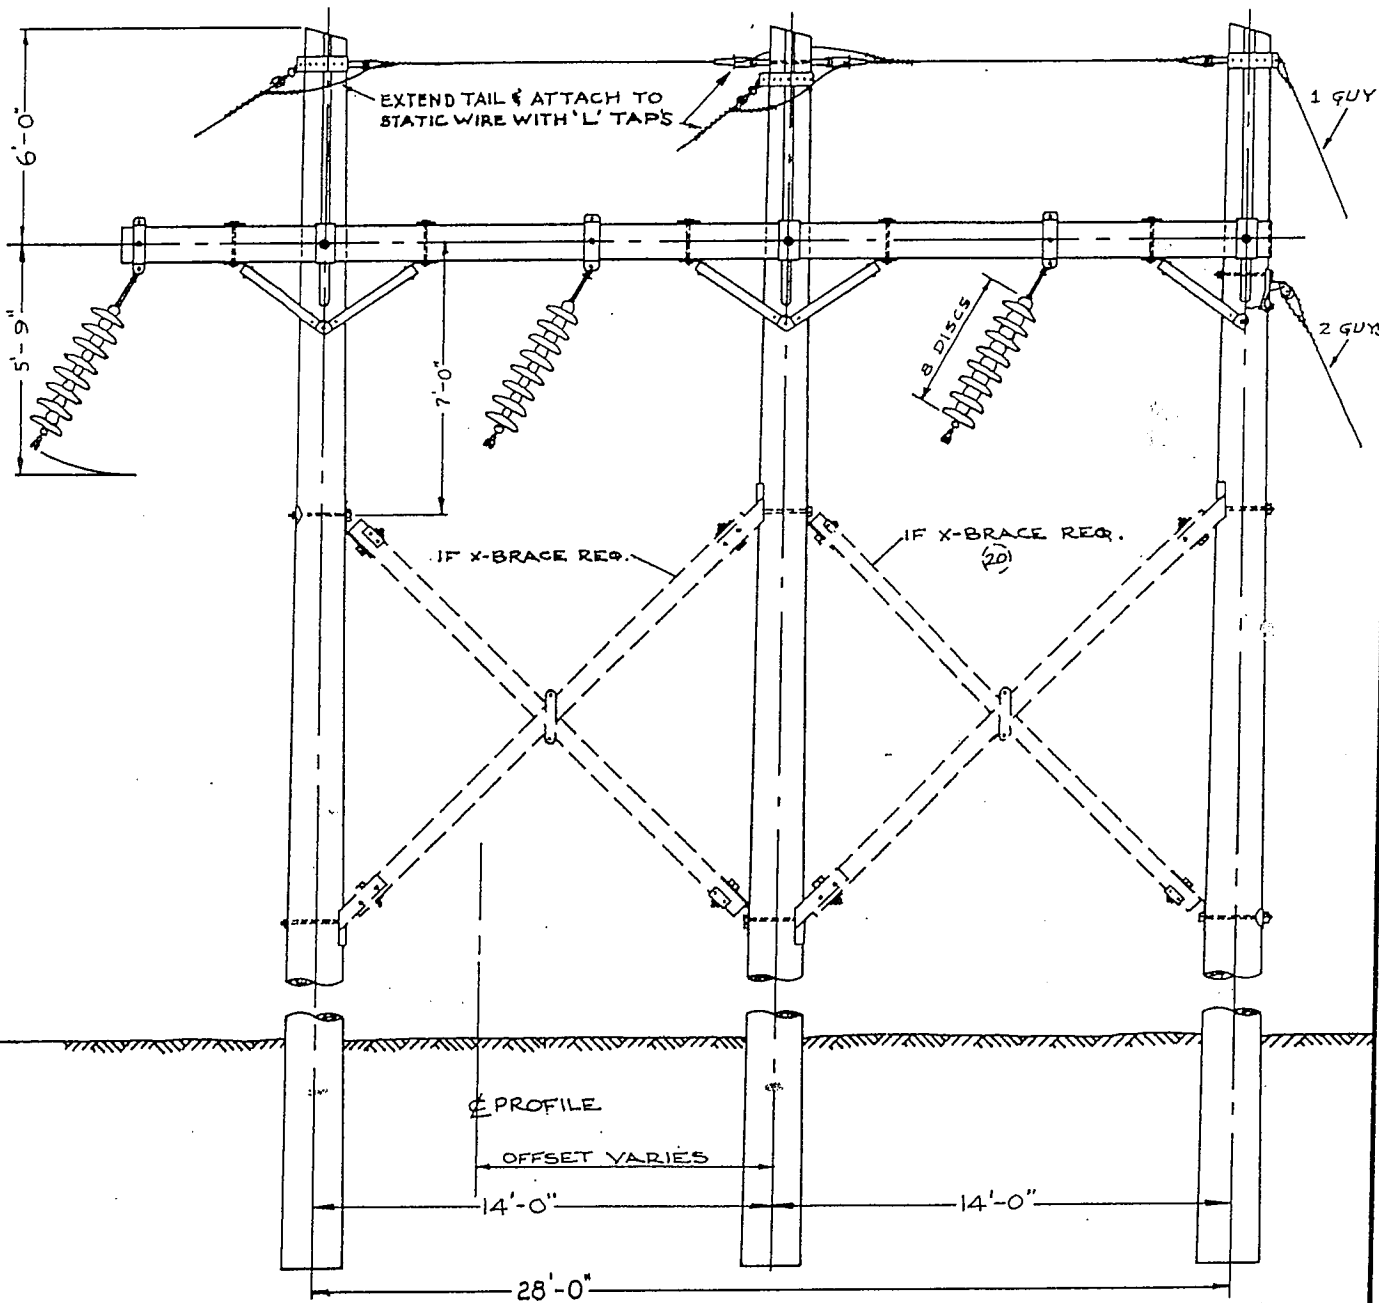 1 GUY
EXTEND TAIL & ATTACH TO
STATIC WIRE WITH 'L' TAPS
6'-0"
2 GUYS
8 DISCS
5'-9"
7'-0"
IF X-BRACE REQ.
IF X-BRACE REQ.
20
℄ PROFILE
OFFSET VARIES
14'-0"
14'-0"
28'-0"